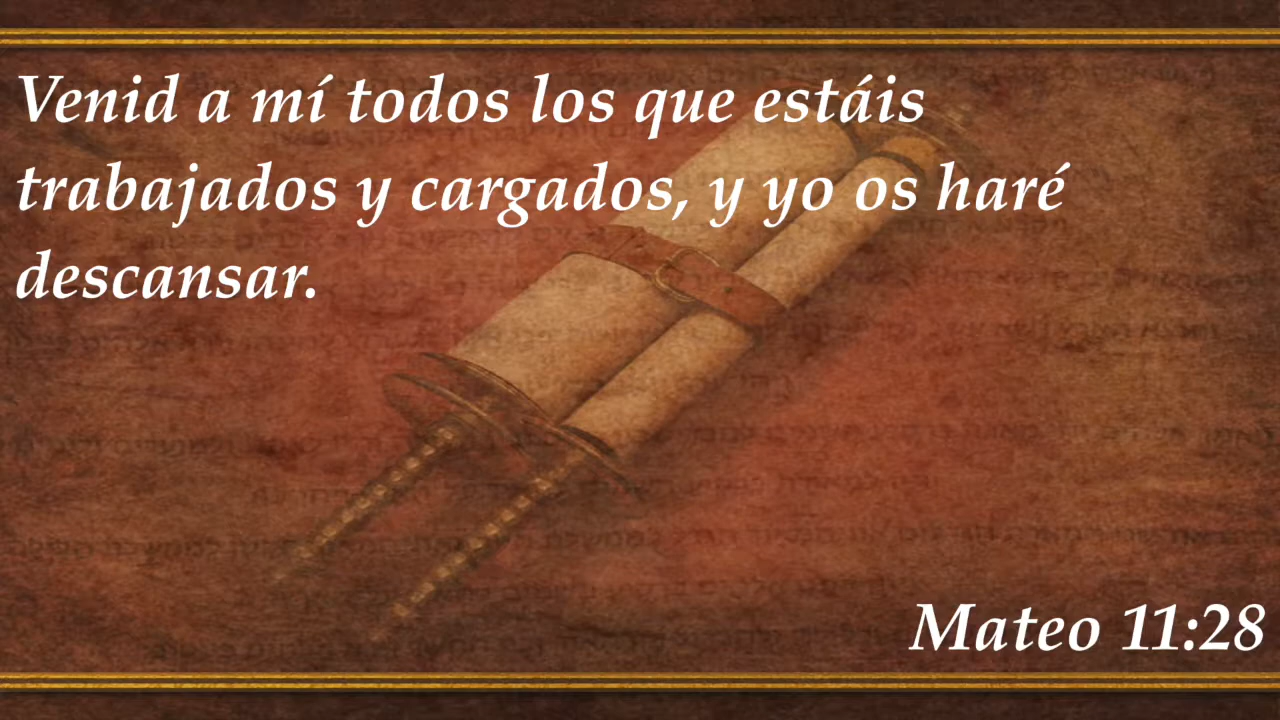 Venid a mí todos los que estáis
trabajados y cargados, y yo os haré
descansar.
Mateo 11:28